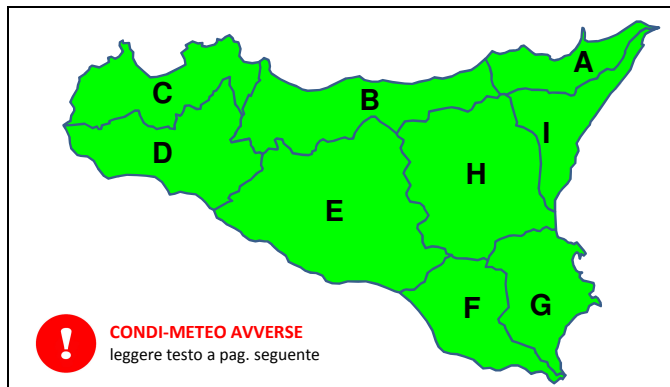 A
C
B
I
D
H
E
F
G
!
CONDI-METEO AVVERSE
leggere testo a pag. seguente